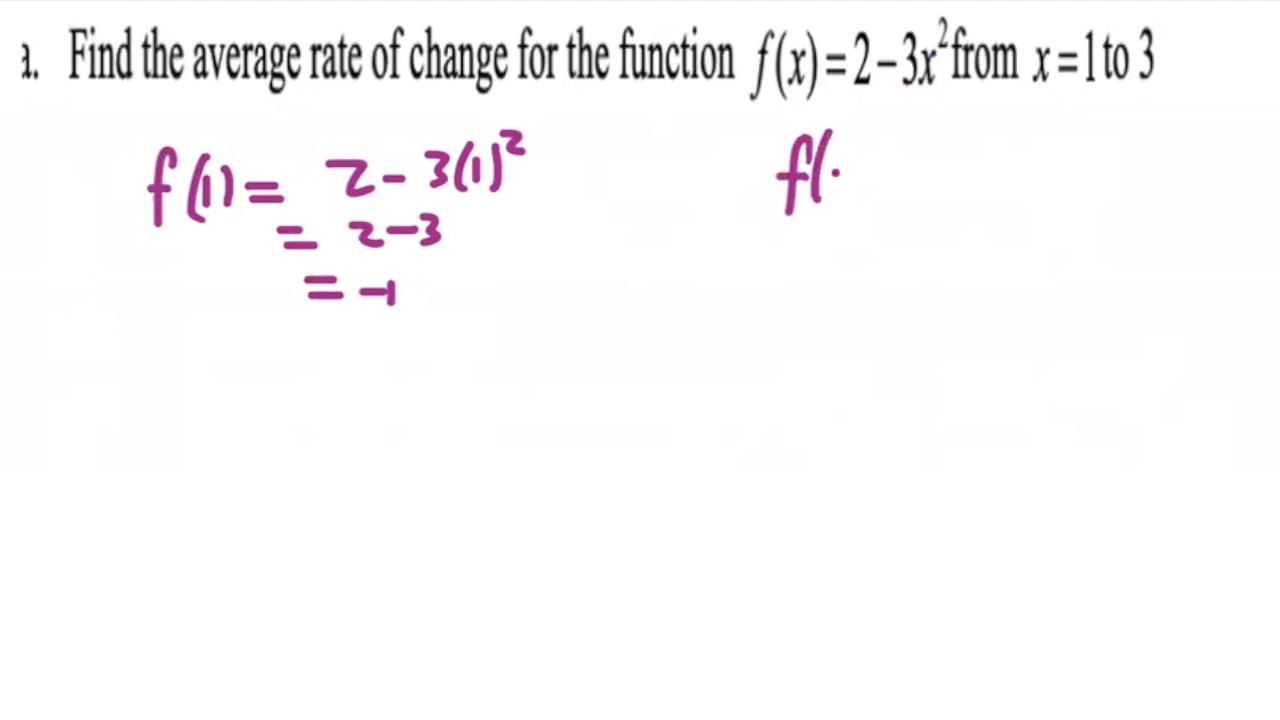 a. Find the average rate of change for the function f(x) = 2 – 3x² from x = 1 to 3
f(1) = 2 - 3(1)²
f(
= 2-3
= -1